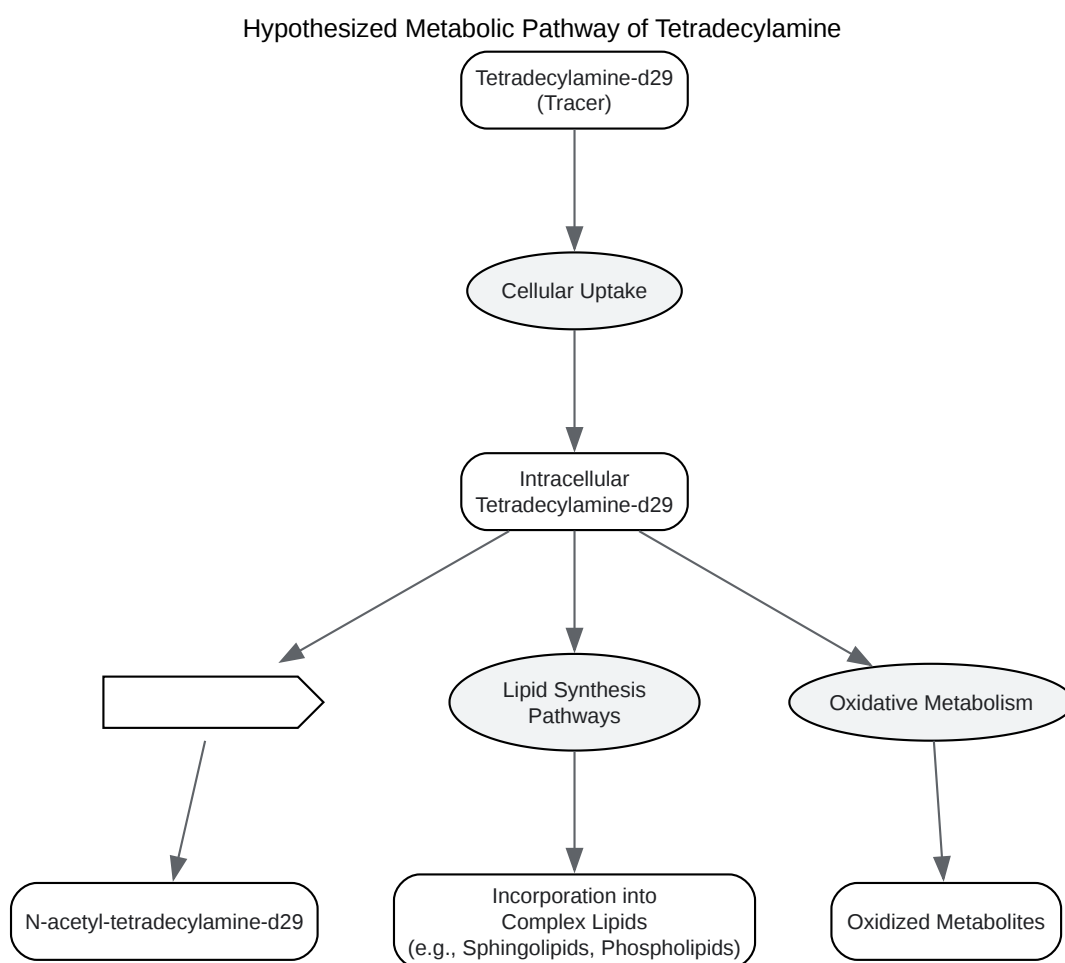 Hypothesized Metabolic Pathway of Tetradecylamine
Tetradecylamine-d29
(Tracer)
Cellular Uptake
Intracellular
Tetradecylamine-d29
Lipid Synthesis
Pathways
Oxidative Metabolism
N-acetyl-tetradecylamine-d29
Incorporation into
Complex Lipids
(e.g., Sphingolipids, Phospholipids)
Oxidized Metabolites